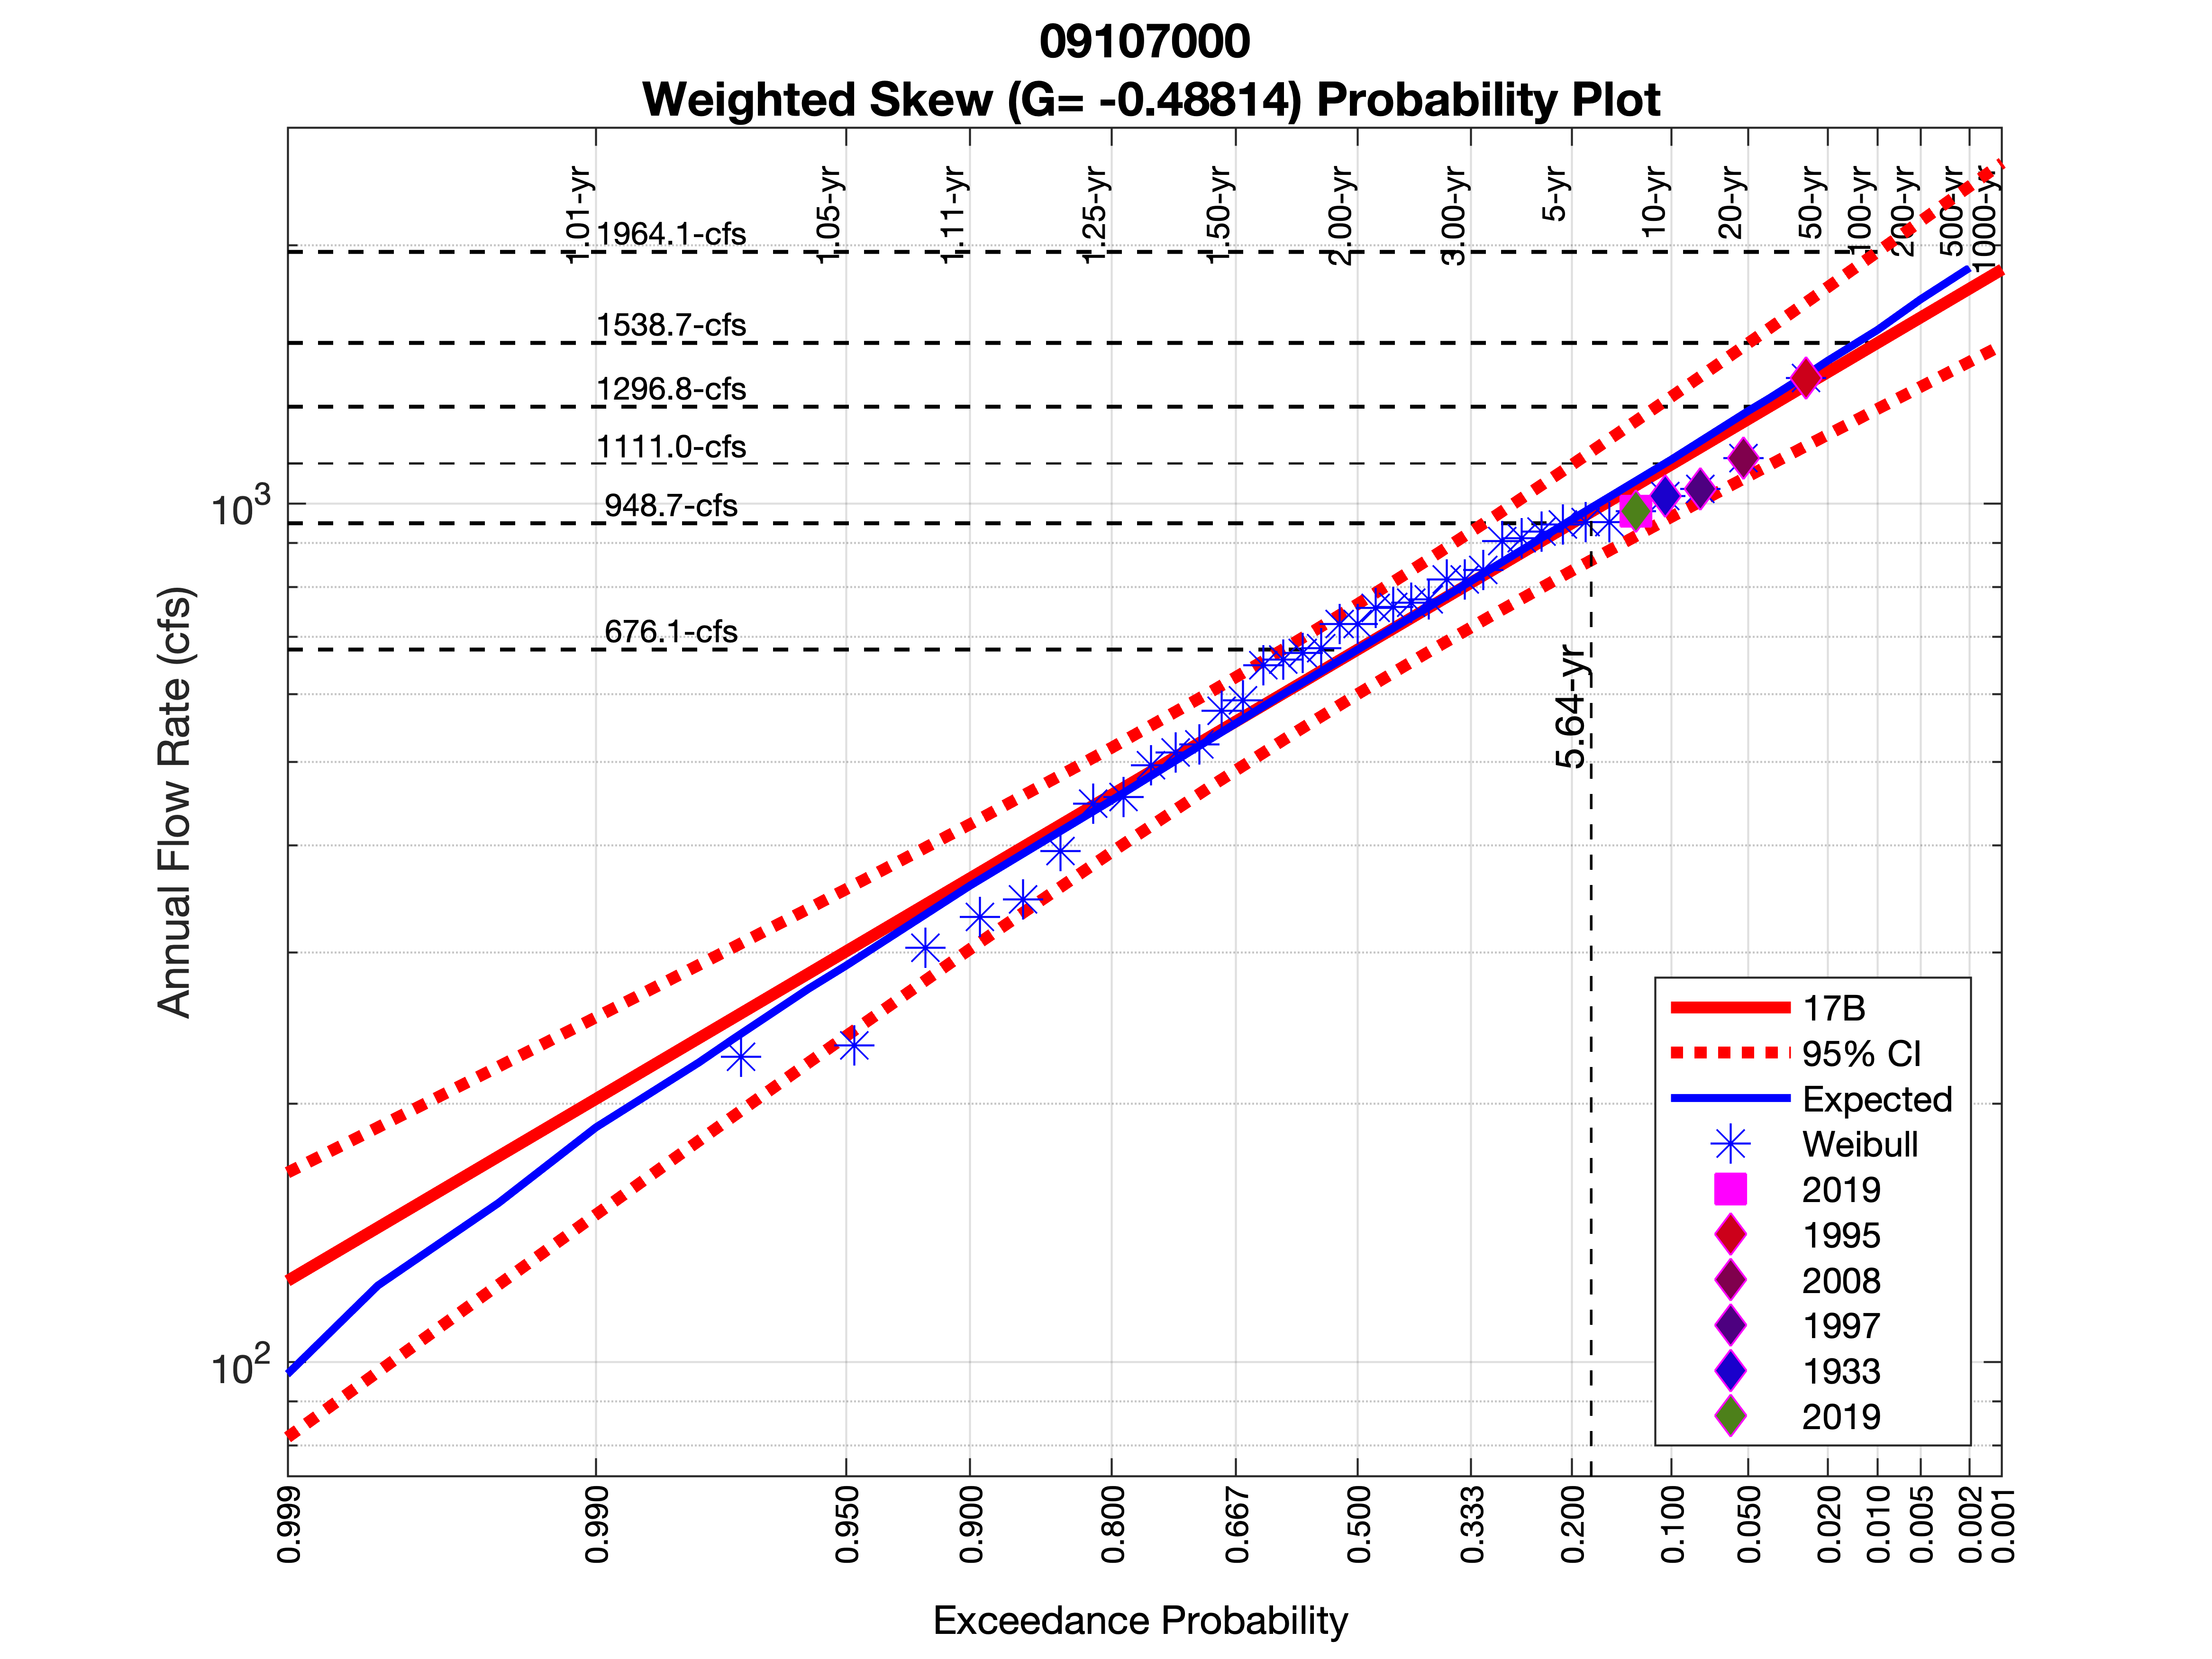 09107000
Weighted Skew (G= -0.48814) Probability Plot
1.01-yr
1.05-yr
1.11-yr
1.25-yr
1.50-yr
2.00-yr
3.00-yr
5-yr
10-yr
20-yr
50-yr
100-yr
200-yr
500-yr
1000-yr
1964.1-cfs
1538.7-cfs
1296.8-cfs
1111.0-cfs
948.7-cfs
676.1-cfs
5.64-yr
Annual Flow Rate (cfs)
10³
10²
17B
95% CI
Expected
Weibull
2019
1995
2008
1997
1933
2019
0.999
0.990
0.950
0.900
0.800
0.667
0.500
0.333
0.200
0.100
0.050
0.020
0.010
0.005
0.002
0.001
Exceedance Probability